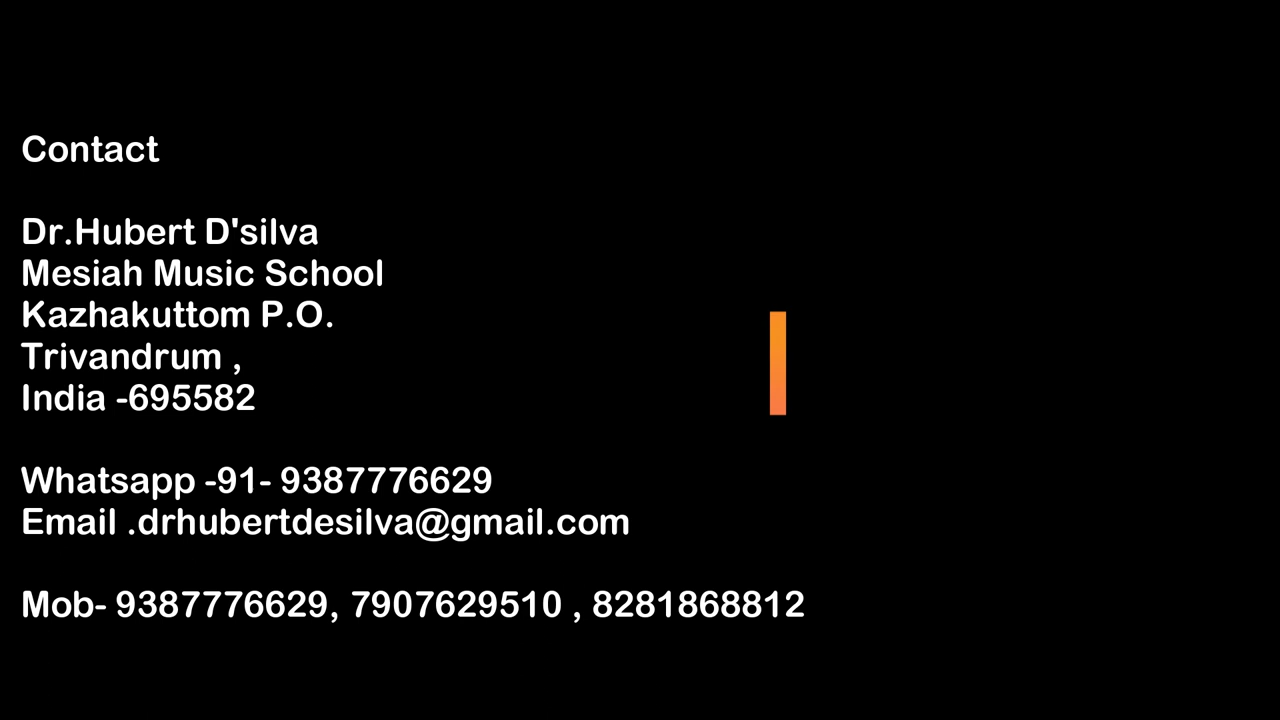 Contact
Dr.Hubert D'silva
Mesiah Music School
Kazhakuttom P.O.
Trivandrum ,
India -695582
Whatsapp -91- 9387776629
Email .drhubertdesilva@gmail.com
Mob- 9387776629, 7907629510 , 8281868812